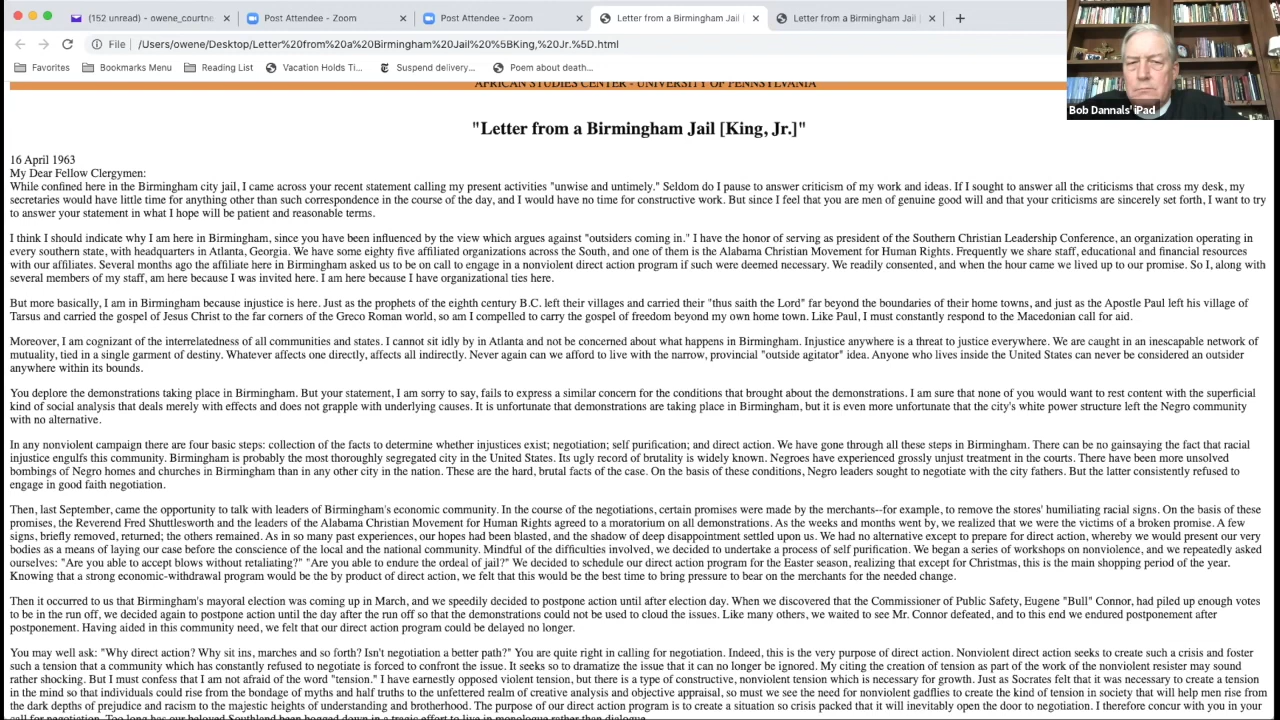 (152 unread) - owene_courtne
Post Attendee - Zoom
Post Attendee - Zoom
Letter from a Birmingham Jail
Letter from a Birmingham Jail
File | /Users/owene/Desktop/Letter%20from%20a%20Birmingham%20Jail%20%5BKing,%20Jr.%5D.html
Favorites
Bookmarks Menu
Reading List
Vacation Holds Ti...
Suspend delivery...
Poem about death...
Bob Dannals' iPad
AFRICAN STUDIES CENTER - UNIVERSITY OF PENNSYLVANIA
"Letter from a Birmingham Jail [King, Jr.]"
16 April 1963
My Dear Fellow Clergymen:
While confined here in the Birmingham city jail, I came across your recent statement calling my present activities "unwise and untimely." Seldom do I pause to answer criticism of my work and ideas. If I sought to answer all the criticisms that cross my desk, my
secretaries would have little time for anything other than such correspondence in the course of the day, and I would have no time for constructive work. But since I feel that you are men of genuine good will and that your criticisms are sincerely set forth, I want to try
to answer your statement in what I hope will be patient and reasonable terms.
I think I should indicate why I am here in Birmingham, since you have been influenced by the view which argues against "outsiders coming in." I have the honor of serving as president of the Southern Christian Leadership Conference, an organization operating in
every southern state, with headquarters in Atlanta, Georgia. We have some eighty five affiliated organizations across the South, and one of them is the Alabama Christian Movement for Human Rights. Frequently we share staff, educational and financial resources
with our affiliates. Several months ago the affiliate here in Birmingham asked us to be on call to engage in a nonviolent direct action program if such were deemed necessary. We readily consented, and when the hour came we lived up to our promise. So I, along with
several members of my staff, am here because I was invited here. I am here because I have organizational ties here.
But more basically, I am in Birmingham because injustice is here. Just as the prophets of the eighth century B.C. left their villages and carried their "thus saith the Lord" far beyond the boundaries of their home towns, and just as the Apostle Paul left his village of
Tarsus and carried the gospel of Jesus Christ to the far corners of the Greco Roman world, so am I compelled to carry the gospel of freedom beyond my own home town. Like Paul, I must constantly respond to the Macedonian call for aid.
Moreover, I am cognizant of the interrelatedness of all communities and states. I cannot sit idly by in Atlanta and not be concerned about what happens in Birmingham. Injustice anywhere is a threat to justice everywhere. We are caught in an inescapable network of
mutuality, tied in a single garment of destiny. Whatever affects one directly, affects all indirectly. Never again can we afford to live with the narrow, provincial "outside agitator" idea. Anyone who lives inside the United States can never be considered an outsider
anywhere within its bounds.
You deplore the demonstrations taking place in Birmingham. But your statement, I am sorry to say, fails to express a similar concern for the conditions that brought about the demonstrations. I am sure that none of you would want to rest content with the superficial
kind of social analysis that deals merely with effects and does not grapple with underlying causes. It is unfortunate that demonstrations are taking place in Birmingham, but it is even more unfortunate that the city's white power structure left the Negro community
with no alternative.
In any nonviolent campaign there are four basic steps: collection of the facts to determine whether injustices exist; negotiation; self purification; and direct action. We have gone through all these steps in Birmingham. There can be no gainsaying the fact that racial
injustice engulfs this community. Birmingham is probably the most thoroughly segregated city in the United States. Its ugly record of brutality is widely known. Negroes have experienced grossly unjust treatment in the courts. There have been more unsolved
bombings of Negro homes and churches in Birmingham than in any other city in the nation. These are the hard, brutal facts of the case. On the basis of these conditions, Negro leaders sought to negotiate with the city fathers. But the latter consistently refused to
engage in good faith negotiation.
Then, last September, came the opportunity to talk with leaders of Birmingham's economic community. In the course of the negotiations, certain promises were made by the merchants--for example, to remove the stores' humiliating racial signs. On the basis of these
promises, the Reverend Fred Shuttlesworth and the leaders of the Alabama Christian Movement for Human Rights agreed to a moratorium on all demonstrations. As the weeks and months went by, we realized that we were the victims of a broken promise. A few
signs, briefly removed, returned; the others remained. As in so many past experiences, our hopes had been blasted, and the shadow of deep disappointment settled upon us. We had no alternative except to prepare for direct action, whereby we would present our very
bodies as a means of laying our case before the conscience of the local and the national community. Mindful of the difficulties involved, we decided to undertake a process of self purification. We began a series of workshops on nonviolence, and we repeatedly asked
ourselves: "Are you able to accept blows without retaliating?" "Are you able to endure the ordeal of jail?" We decided to schedule our direct action program for the Easter season, realizing that except for Christmas, this is the main shopping period of the year.
Knowing that a strong economic-withdrawal program would be the by product of direct action, we felt that this would be the best time to bring pressure to bear on the merchants for the needed change.
Then it occurred to us that Birmingham's mayoral election was coming up in March, and we speedily decided to postpone action until after election day. When we discovered that the Commissioner of Public Safety, Eugene "Bull" Connor, had piled up enough votes
to be in the run off, we decided again to postpone action until the day after the run off so that the demonstrations could not be used to cloud the issues. Like many others, we waited to see Mr. Connor defeated, and to this end we endured postponement after
postponement. Having aided in this community need, we felt that our direct action program could be delayed no longer.
You may well ask: "Why direct action? Why sit ins, marches and so forth? Isn't negotiation a better path?" You are quite right in calling for negotiation. Indeed, this is the very purpose of direct action. Nonviolent direct action seeks to create such a crisis and foster
such a tension that a community which has constantly refused to negotiate is forced to confront the issue. It seeks so to dramatize the issue that it can no longer be ignored. My citing the creation of tension as part of the work of the nonviolent resister may sound
rather shocking. But I must confess that I am not afraid of the word "tension." I have earnestly opposed violent tension, but there is a type of constructive, nonviolent tension which is necessary for growth. Just as Socrates felt that it was necessary to create a tension
in the mind so that individuals could rise from the bondage of myths and half truths to the unfettered realm of creative analysis and objective appraisal, so must we see the need for nonviolent gadflies to create the kind of tension in society that will help men rise from
the dark depths of prejudice and racism to the majestic heights of understanding and brotherhood. The purpose of our direct action program is to create a situation so crisis packed that it will inevitably open the door to negotiation. I therefore concur with you in your
call for negotiation. Too long has our beloved Southland been bogged down in a tragic effort to live in monologue rather than dialogue.